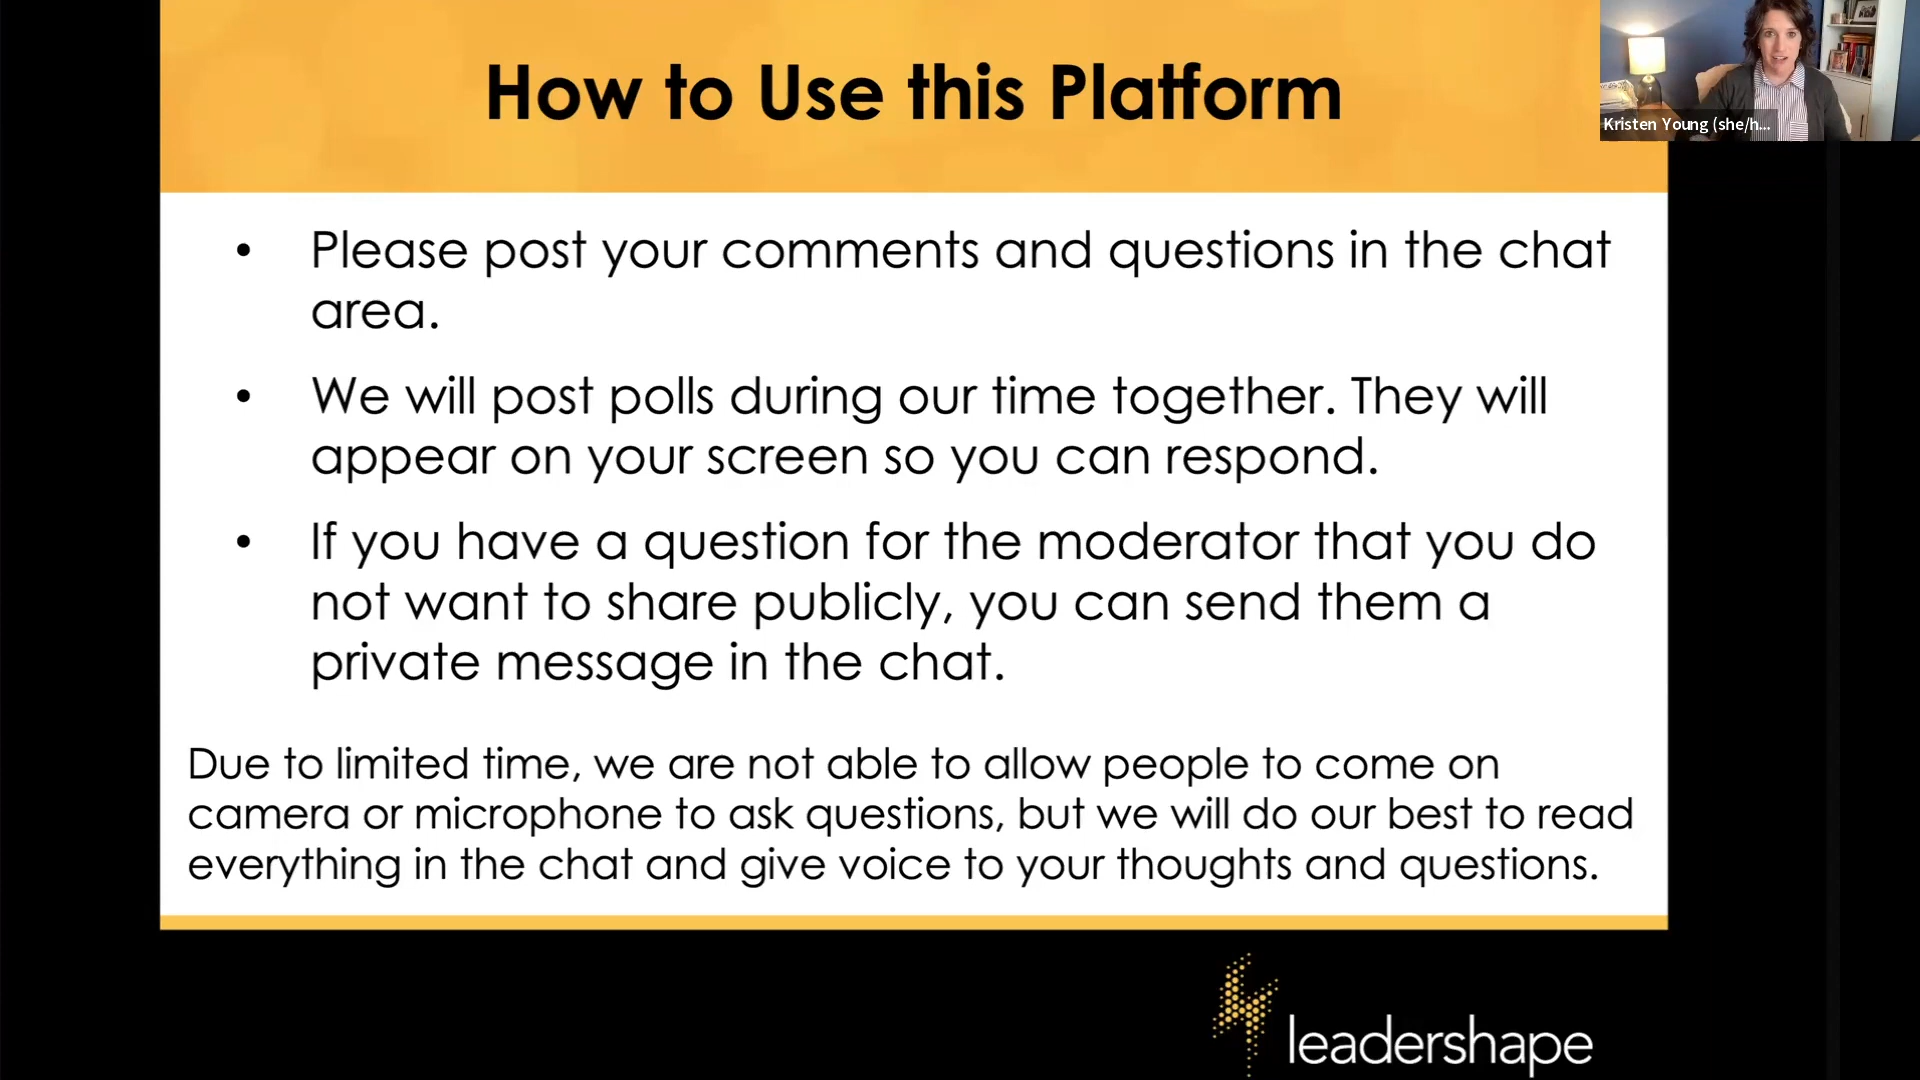 How to Use this Platform
Kristen Young (she/h...
• Please post your comments and questions in the chat
area.
• We will post polls during our time together. They will
appear on your screen so you can respond.
• If you have a question for the moderator that you do
not want to share publicly, you can send them a
private message in the chat.
Due to limited time, we are not able to allow people to come on
camera or microphone to ask questions, but we will do our best to read
everything in the chat and give voice to your thoughts and questions.
leadershape